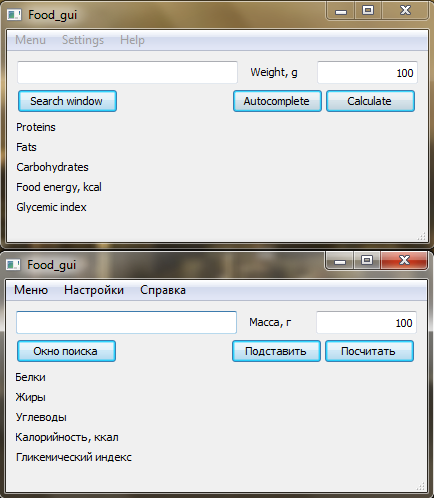 Food_gui
Menu Settings Help
Weight, g 100
Search window Autocomplete Calculate
Proteins
Fats
Carbohydrates
Food energy, kcal
Glycemic index
Food_gui
Меню Настройки Справка
Масса, г 100
Окно поиска Подставить Посчитать
Белки
Жиры
Углеводы
Калорийность, ккал
Гликемический индекс